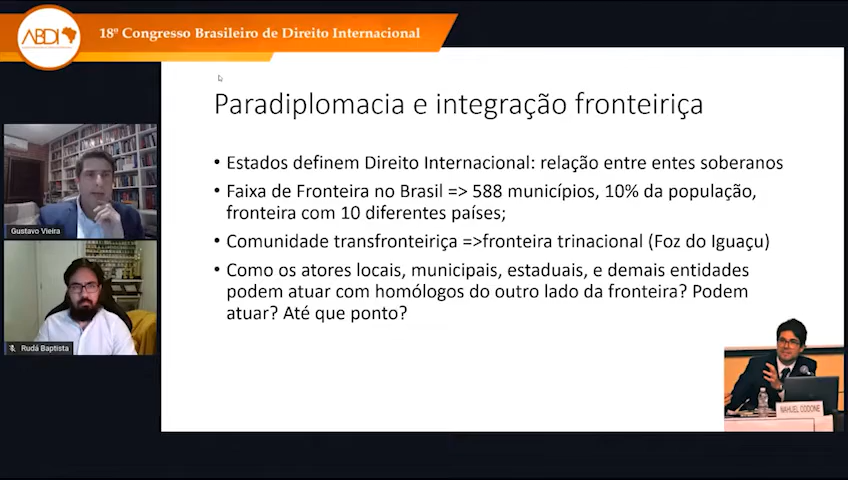 ABDI
18º Congresso Brasileiro de Direito Internacional
Paradiplomacia e integração fronteiriça
• Estados definem Direito Internacional: relação entre entes soberanos
• Faixa de Fronteira no Brasil => 588 municípios, 10% da população,
fronteira com 10 diferentes países;
• Comunidade transfronteiriça =>fronteira trinacional (Foz do Iguaçu)
• Como os atores locais, municipais, estaduais, e demais entidades
podem atuar com homólogos do outro lado da fronteira? Podem
atuar? Até que ponto?
Gustavo Vieira
Rudá Baptista
NAHUEL ODDONE